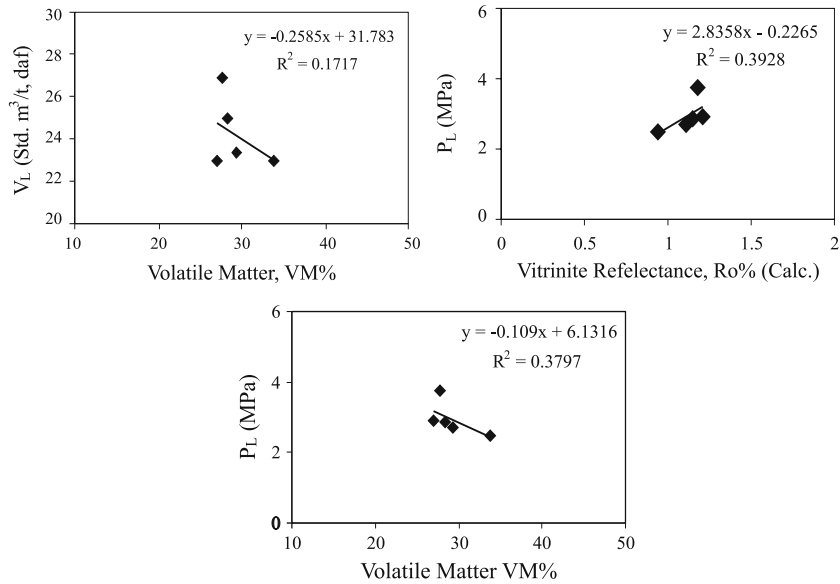 y = -0.2585x + 31.783
R² = 0.1717
30
28
26
24
22
20
V_L (Std. m³/t, daf)
10 20 30 40 50
Volatile Matter, VM%
y = 2.8358x - 0.2265
R² = 0.3928
6
4
2
0
P_L (MPa)
0 0.5 1 1.5 2
Vitrinite Refelectance, Ro% (Calc.)
y = -0.109x + 6.1316
R² = 0.3797
6
4
2
0
P_L (MPa)
10 20 30 40 50
Volatile Matter VM%